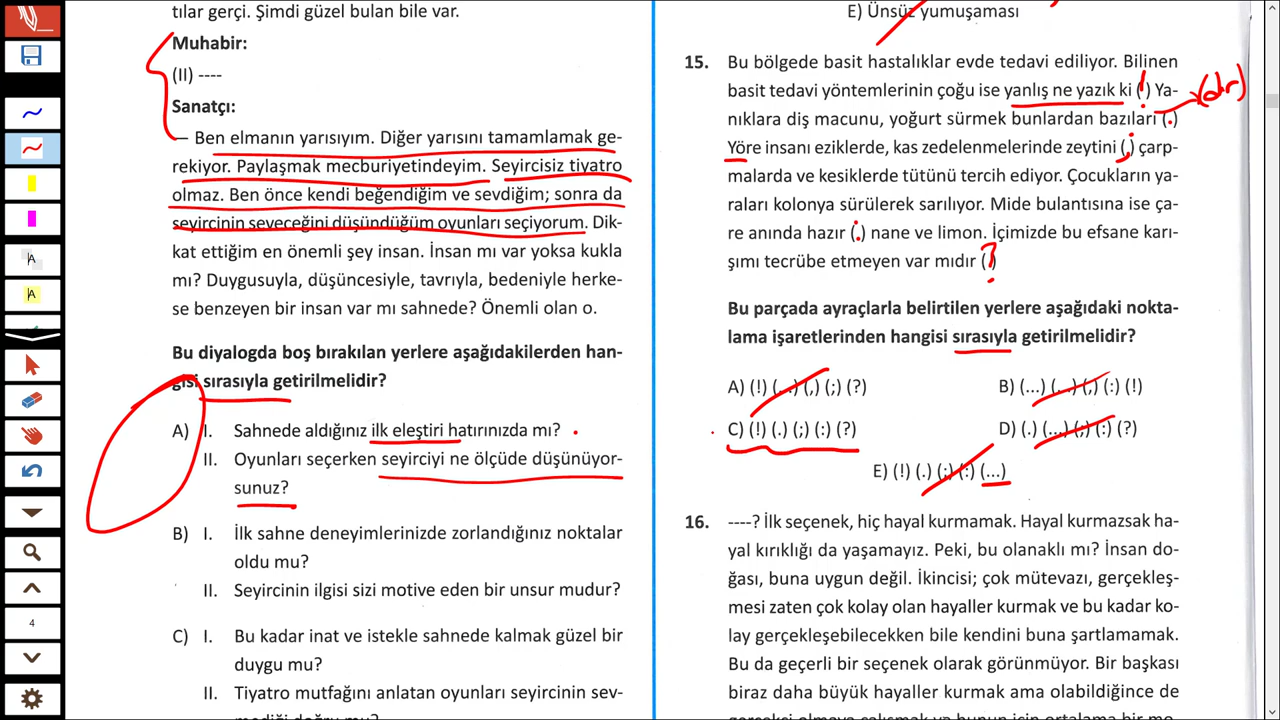 tılar gerçi. Şimdi güzel bulan bile var.
Muhabir:
(II) ----
Sanatçı:
— Ben elmanın yarısıyım. Diğer yarısını tamamlamak ge-
rekiyor. Paylaşmak mecburiyetindeyim. Seyircisiz tiyatro
olmaz. Ben önce kendi beğendiğim ve sevdiğim; sonra da
seyircinin seveceğini düşündüğüm oyunları seçiyorum. Dik-
kat ettiğim en önemli şey insan. İnsan mı var yoksa kukla
mı? Duygusuyla, düşüncesiyle, tavrıyla, bedeniyle herke-
se benzeyen bir insan var mı sahnede? Önemli olan o.
Bu diyalogda boş bırakılan yerlere aşağıdakilerden han-
gisi sırasıyla getirilmelidir?
A) I. Sahnede aldığınız ilk eleştiri hatırınızda mı?
II. Oyunları seçerken seyirciyi ne ölçüde düşünüyor-
sunuz?
B) I. İlk sahne deneyimlerinizde zorlandığınız noktalar
oldu mu?
II. Seyircinin ilgisi sizi motive eden bir unsur mudur?
C) I. Bu kadar inat ve istekle sahnede kalmak güzel bir
duygu mu?
II. Tiyatro mutfağını anlatan oyunları seyircinin sev-
mediği doğru mu?
E) Ünsüz yumuşaması
15. Bu bölgede basit hastalıklar evde tedavi ediliyor. Bilinen
basit tedavi yöntemlerinin çoğu ise yanlış ne yazık ki (!) Ya-
(dır)
nıklara diş macunu, yoğurt sürmek bunlardan bazıları (.)
Yöre insanı eziklerde, kas zedelenmelerinde zeytini (;) çarp-
malarda ve kesiklerde tütünü tercih ediyor. Çocukların ya-
raları kolonya sürülerek sarılıyor. Mide bulantısına ise ça-
re anında hazır (:) nane ve limon. İçimizde bu efsane karı-
şımı tecrübe etmeyen var mıdır (?)
Bu parçada ayraçlarla belirtilen yerlere aşağıdaki nokta-
lama işaretlerinden hangisi sırasıyla getirilmelidir?
A) (!) (...) (,) (;) (?)
B) (...) (...) (,) (:) (!)
C) (!) (.) (;) (:) (?)
D) (.) (...) (;) (:) (?)
E) (!) (.) (;) (:) (...)
16. ----? İlk seçenek, hiç hayal kurmamak. Hayal kurmazsak ha-
yal kırıklığı da yaşamayız. Peki, bu olanaklı mı? İnsan do-
ğası, buna uygun değil. İkincisi; çok mütevazı, gerçekleş-
mesi zaten çok kolay olan hayaller kurmak ve bu kadar ko-
lay gerçekleşebilecekken bile kendini buna şartlamamak.
Bu da geçerli bir seçenek olarak görünmüyor. Bir başkası
biraz daha büyük hayaller kurmak ama olabildiğince de
A
A
4